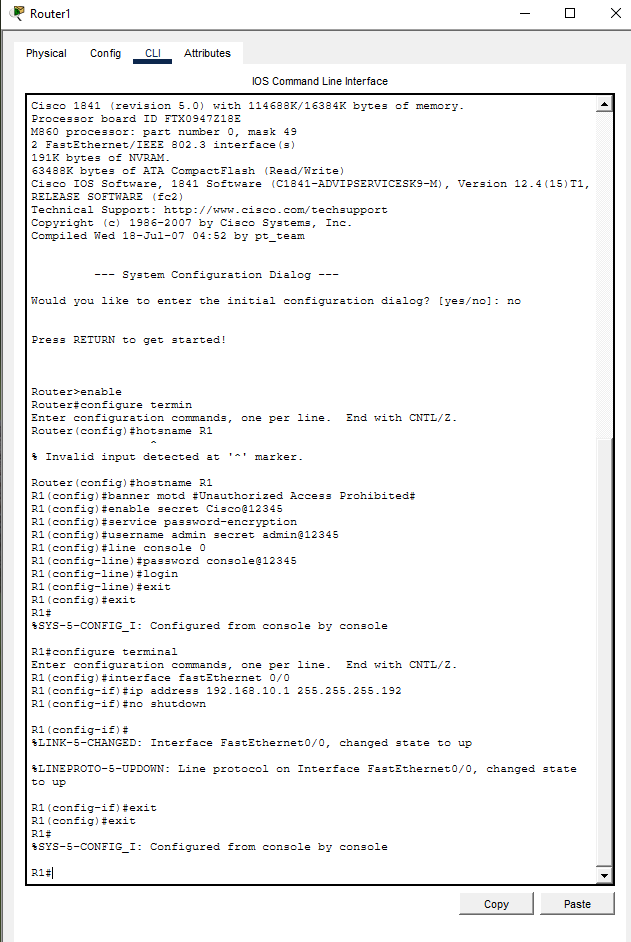 Router1
Physical Config CLI Attributes
IOS Command Line Interface
Cisco 1841 (revision 5.0) with 114688K/16384K bytes of memory.
Processor board ID FTX0947Z18E
M860 processor: part number 0, mask 49
2 FastEthernet/IEEE 802.3 interface(s)
191K bytes of NVRAM.
63488K bytes of ATA CompactFlash (Read/Write)
Cisco IOS Software, 1841 Software (C1841-ADVIPSERVICESK9-M), Version 12.4(15)T1,
RELEASE SOFTWARE (fc2)
Technical Support: http://www.cisco.com/techsupport
Copyright (c) 1986-2007 by Cisco Systems, Inc.
Compiled Wed 18-Jul-07 04:52 by pt_team
--- System Configuration Dialog ---
Would you like to enter the initial configuration dialog? [yes/no]: no
Press RETURN to get started!
Router>enable
Router#configure termin
Enter configuration commands, one per line.  End with CNTL/Z.
Router(config)#hotsname R1
^
% Invalid input detected at '^' marker.
Router(config)#hostname R1
R1(config)#banner motd #Unauthorized Access Prohibited#
R1(config)#enable secret Cisco@12345
R1(config)#service password-encryption
R1(config)#username admin secret admin@12345
R1(config)#line console 0
R1(config-line)#password console@12345
R1(config-line)#login
R1(config-line)#exit
R1(config)#exit
R1#
%SYS-5-CONFIG_I: Configured from console by console
R1#configure terminal
Enter configuration commands, one per line.  End with CNTL/Z.
R1(config)#interface fastEthernet 0/0
R1(config-if)#ip address 192.168.10.1 255.255.255.192
R1(config-if)#no shutdown
R1(config-if)#
%LINK-5-CHANGED: Interface FastEthernet0/0, changed state to up
%LINEPROTO-5-UPDOWN: Line protocol on Interface FastEthernet0/0, changed state
to up
R1(config-if)#exit
R1(config)#exit
R1#
%SYS-5-CONFIG_I: Configured from console by console
R1#
Copy Paste